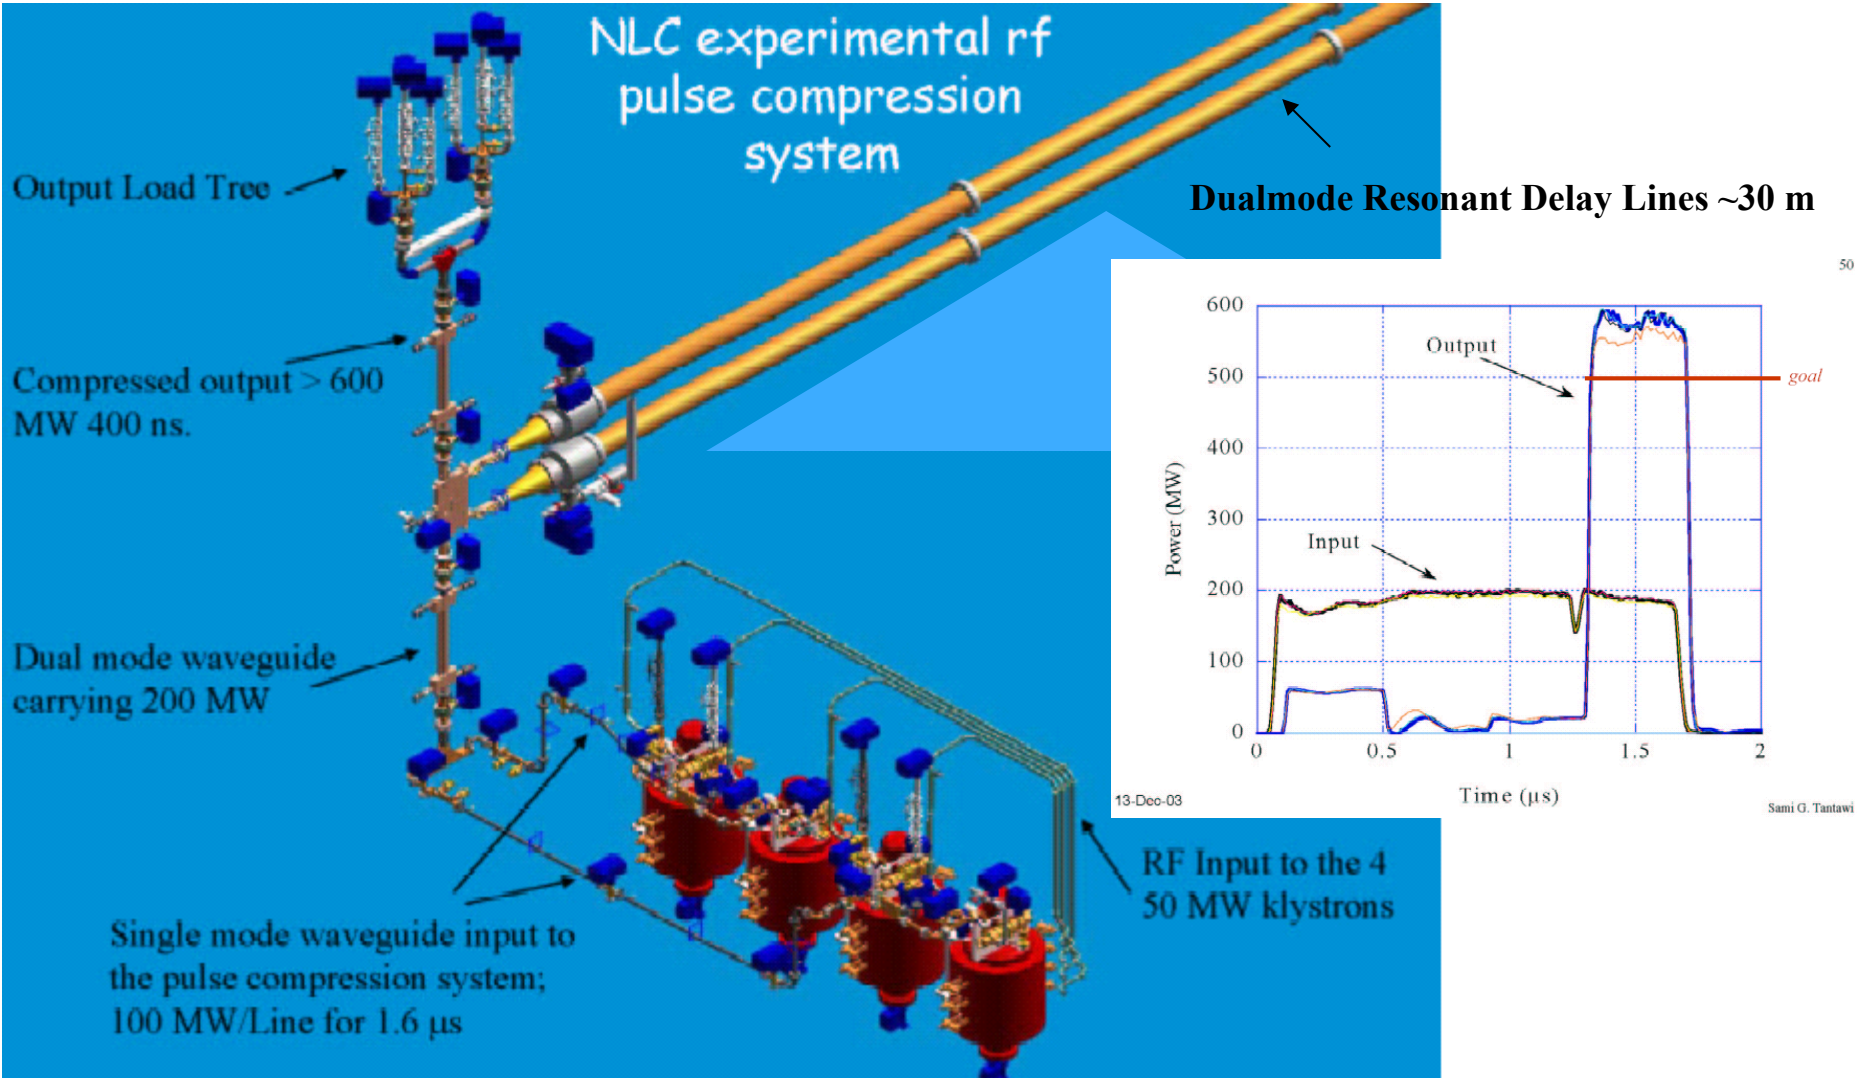 NLC experimental rf
pulse compression
system
Output Load Tree
Dualmode Resonant Delay Lines ~30 m
Compressed output > 600
MW 400 ns.
Dual mode waveguide
carrying 200 MW
Single mode waveguide input to
the pulse compression system;
100 MW/Line for 1.6 µs
RF Input to the 4
50 MW klystrons
50
600
500
400
300
200
100
0
Power (MW)
Output
goal
Input
0
0.5
1
1.5
2
Time (µs)
13-Dec-03
Sami G. Tantawi